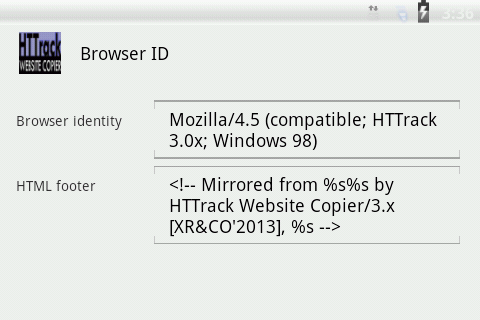 3:36
HTTrack
WEBSITE COPIER
Browser ID
Browser identity
Mozilla/4.5 (compatible; HTTrack
3.0x; Windows 98)
HTML footer
<!-- Mirrored from %s%s by
HTTrack Website Copier/3.x
[XR&CO'2013], %s -->